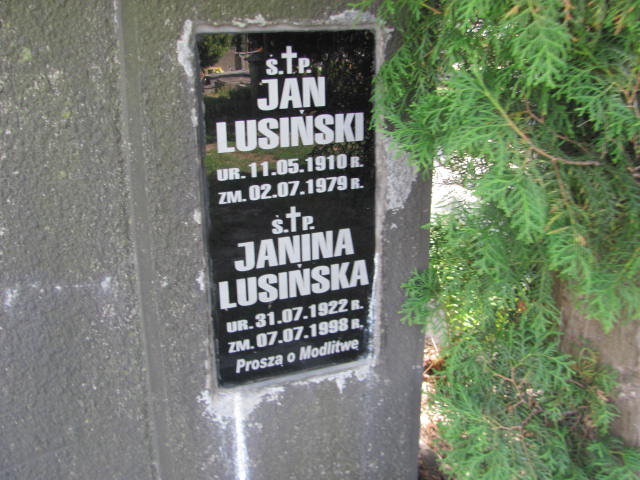 Ś.†P.
JAN
LUSIŃSKI
UR. 11.05.1910 R.
ZM. 02.07.1979 R.
Ś.†P.
JANINA
LUSIŃSKA
UR. 31.07.1922 R.
ZM. 07.07.1998 R.
Proszą o Modlitwę